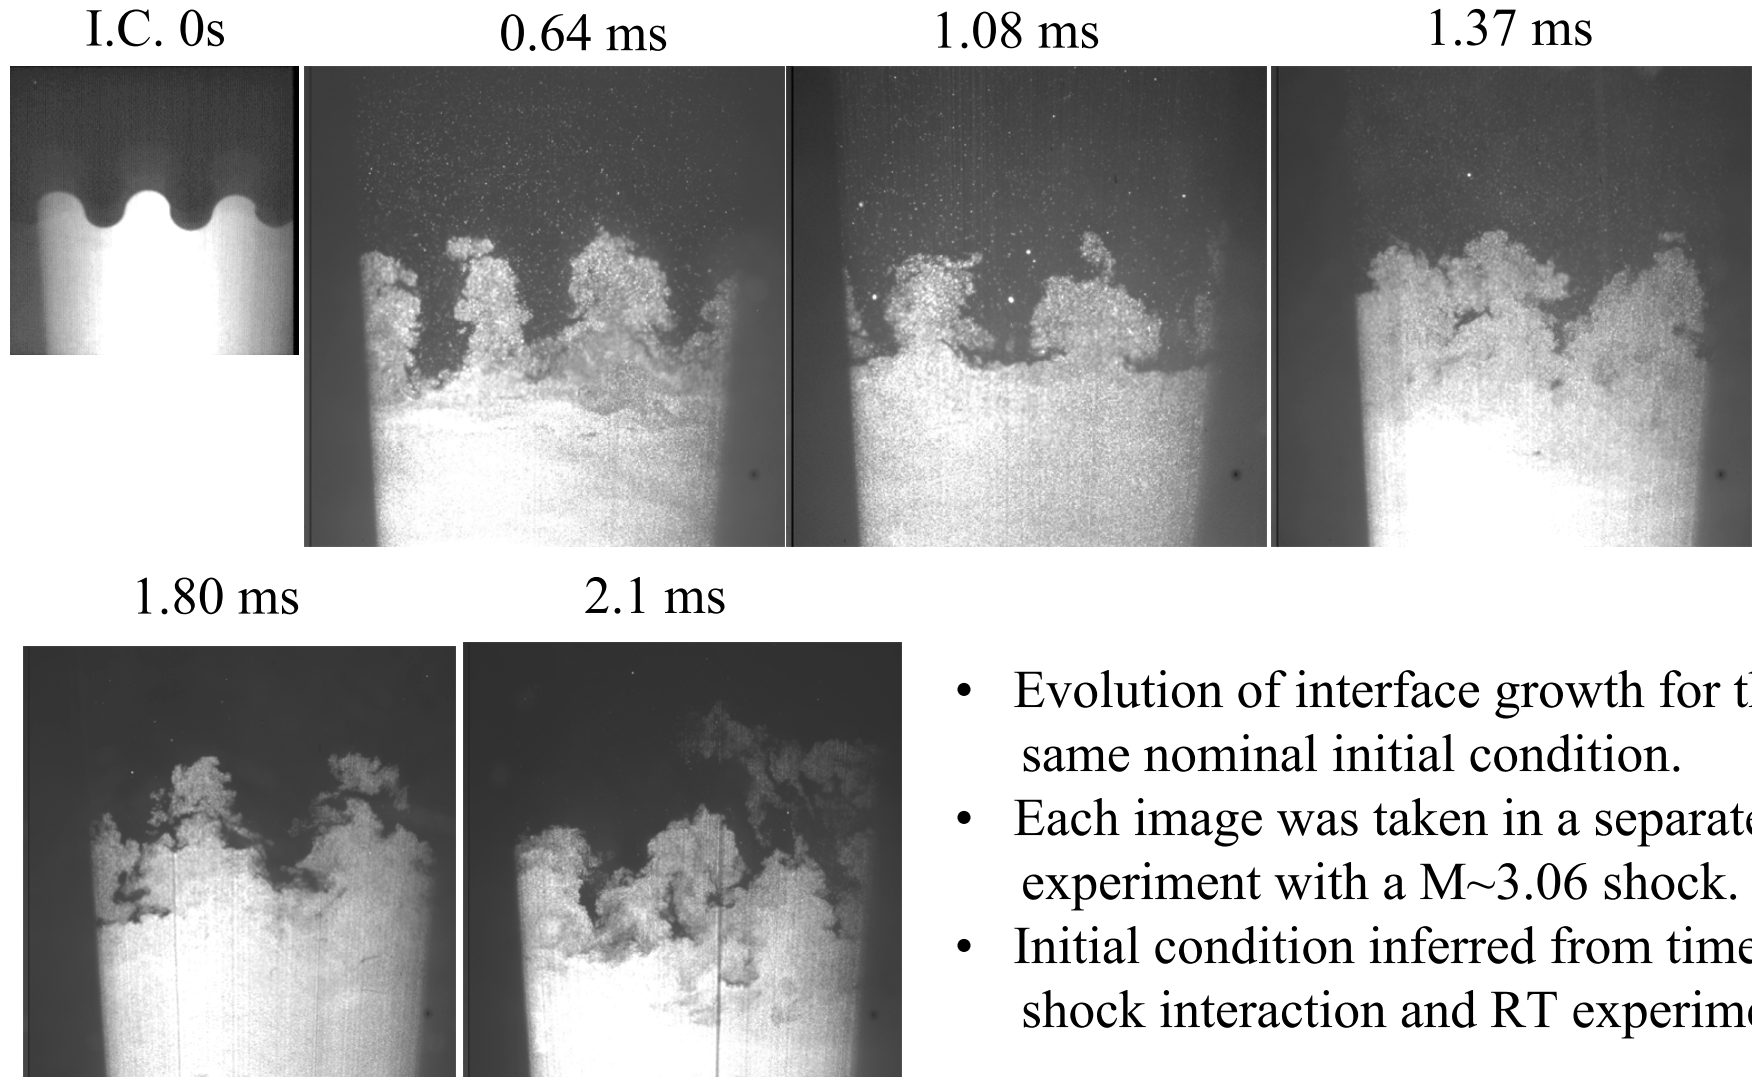 I.C. 0s
0.64 ms
1.08 ms
1.37 ms
1.80 ms
2.1 ms
• Evolution of interface growth for
same nominal initial condition.
• Each image was taken in a
experiment with a M~3.06 shock.
• Initial condition inferred from time
shock interaction and RT